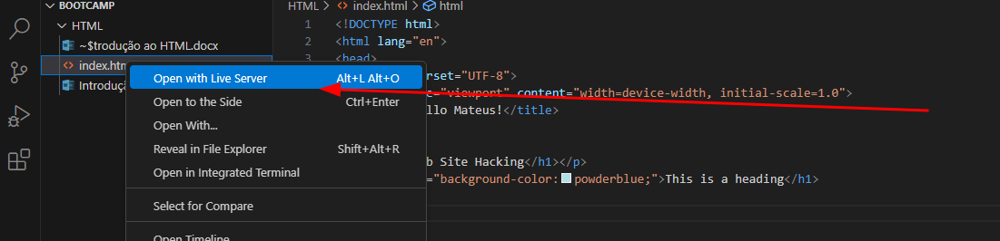 BOOTCAMP
HTML
~$trodução ao HTML.docx
index.htm
Introduçã
Open with Live Server Alt+L Alt+O
Open to the Side Ctrl+Enter
Open With...
Reveal in File Explorer Shift+Alt+R
Open in Integrated Terminal
Select for Compare
Open Timeline
HTML > index.html > html
1 <!DOCTYPE html>
2 <html lang="en">
3 <head>
rset="UTF-8">
e="viewport" content="width=device-width, initial-scale=1.0">
llo Mateus!</title>
b Site Hacking</h1></p>
="background-color: powderblue;">This is a heading</h1>